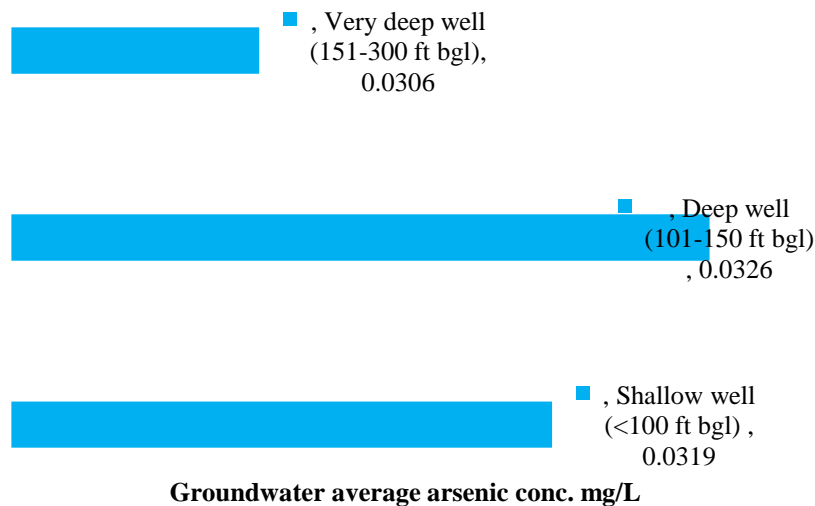 , Very deep well
(151-300 ft bgl),
0.0306
, Deep well
(101-150 ft bgl)
, 0.0326
, Shallow well
(<100 ft bgl) ,
0.0319
Groundwater average arsenic conc. mg/L